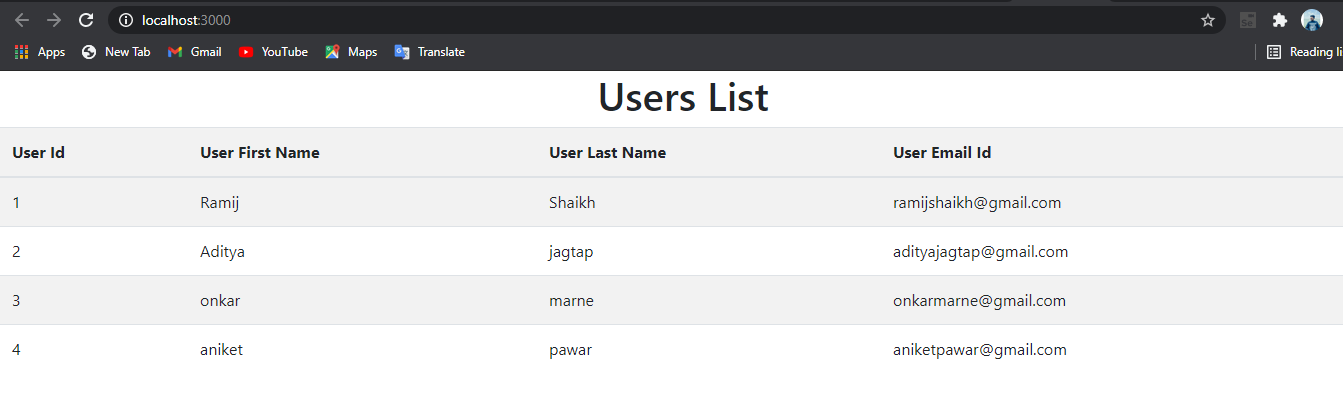 localhost:3000
Apps New Tab Gmail YouTube Maps Translate Reading li
Users List
User Id User First Name User Last Name User Email Id
1 Ramij Shaikh ramijshaikh@gmail.com
2 Aditya jagtap adityajagtap@gmail.com
3 onkar marne onkarmarne@gmail.com
4 aniket pawar aniketpawar@gmail.com